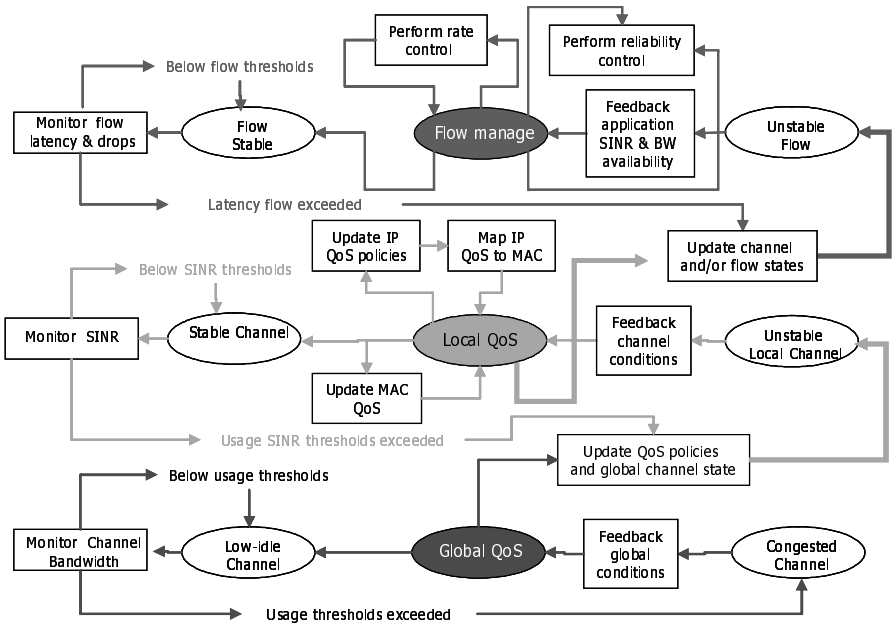 Perform rate
control
Perform reliability
control
Below flow thresholds
Monitor flow
latency & drops
Flow
Stable
Flow manage
Feedback
application
SINR & BW
availability
Unstable
Flow
Latency flow exceeded
Update IP
QoS policies
Map IP
QoS to MAC
Update channel
and/or flow states
Below SINR thresholds
Monitor SINR
Stable Channel
Local QoS
Feedback
channel
conditions
Unstable
Local Channel
Update MAC
QoS
Usage SINR thresholds exceeded
Update QoS policies
and global channel state
Below usage thresholds
Monitor Channel
Bandwidth
Low-idle
Channel
Global QoS
Feedback
global
conditions
Congested
Channel
Usage thresholds exceeded